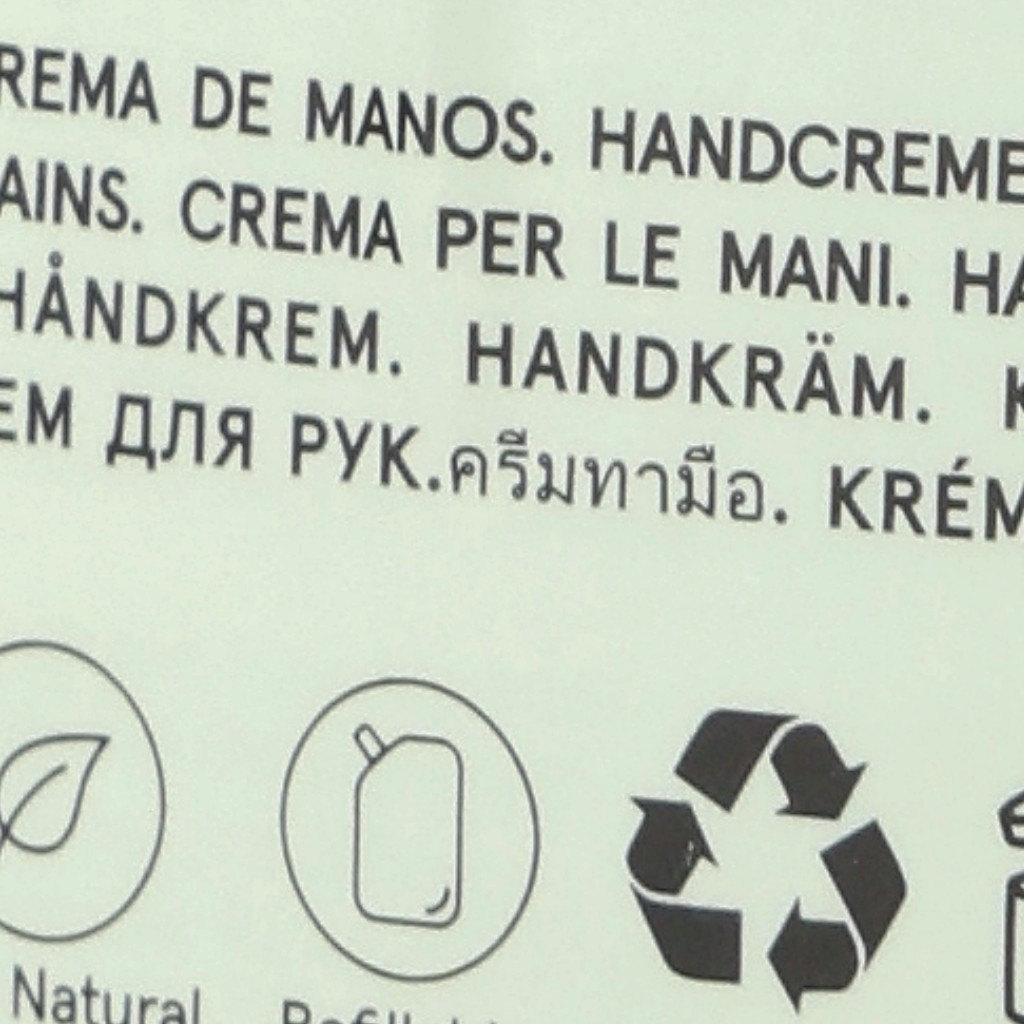 REMA DE MANOS. HANDCREME
AINS. CREMA PER LE MANI. HA
HÅNDKREM. HANDKRÄM. K
EM ДЛЯ РУК.ครีมทามือ. KRÉM
Natural